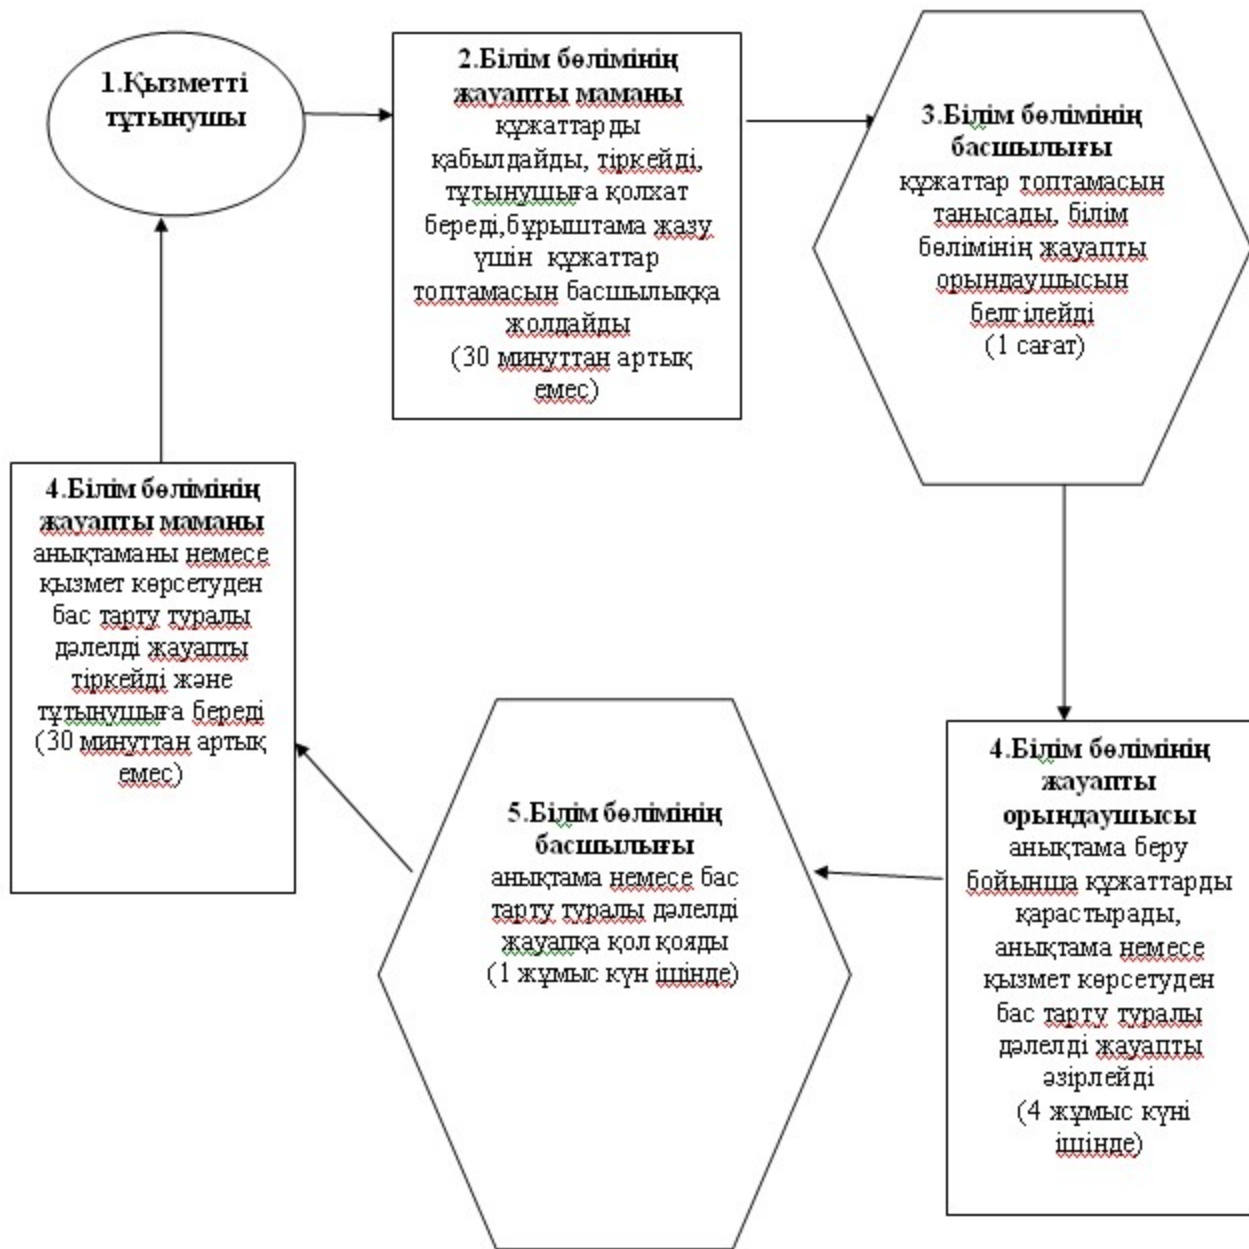 1.Қызметті
тұтынушы
2.Білім бөлімінің
жауапты маманы
құжаттарды
қабылдайды, тіркейді,
тұтынушыға қолхат
береді,бұрыштама жазу
үшін құжаттар
топтамасын басшылыққа
жолдайды
(30 минуттан артық
емес)
3.Білім бөлімінің
басшылығы
құжаттар топтамасын
танысады, білім
бөлімінің жауапты
орындаушысын
белгілейді
(1 сағат)
4.Білім бөлімінің
жауапты
орындаушысы
анықтама беру
бойынша құжаттарды
қарастырады,
анықтама немесе
қызмет көрсетуден
бас тарту туралы
дәлелді жауапты
әзірлейді
(4 жұмыс күні
ішінде)
5.Білім бөлімінің
басшылығы
анықтама немесе бас
тарту туралы дәлелді
жауапқа қол қояды
(1 жұмыс күн ішінде)
4.Білім бөлімінің
жауапты маманы
анықтаманы немесе
қызмет көрсетуден
бас тарту туралы
дәлелді жауапты
тіркейді және
тұтынушыға береді
(30 минуттан артық
емес)